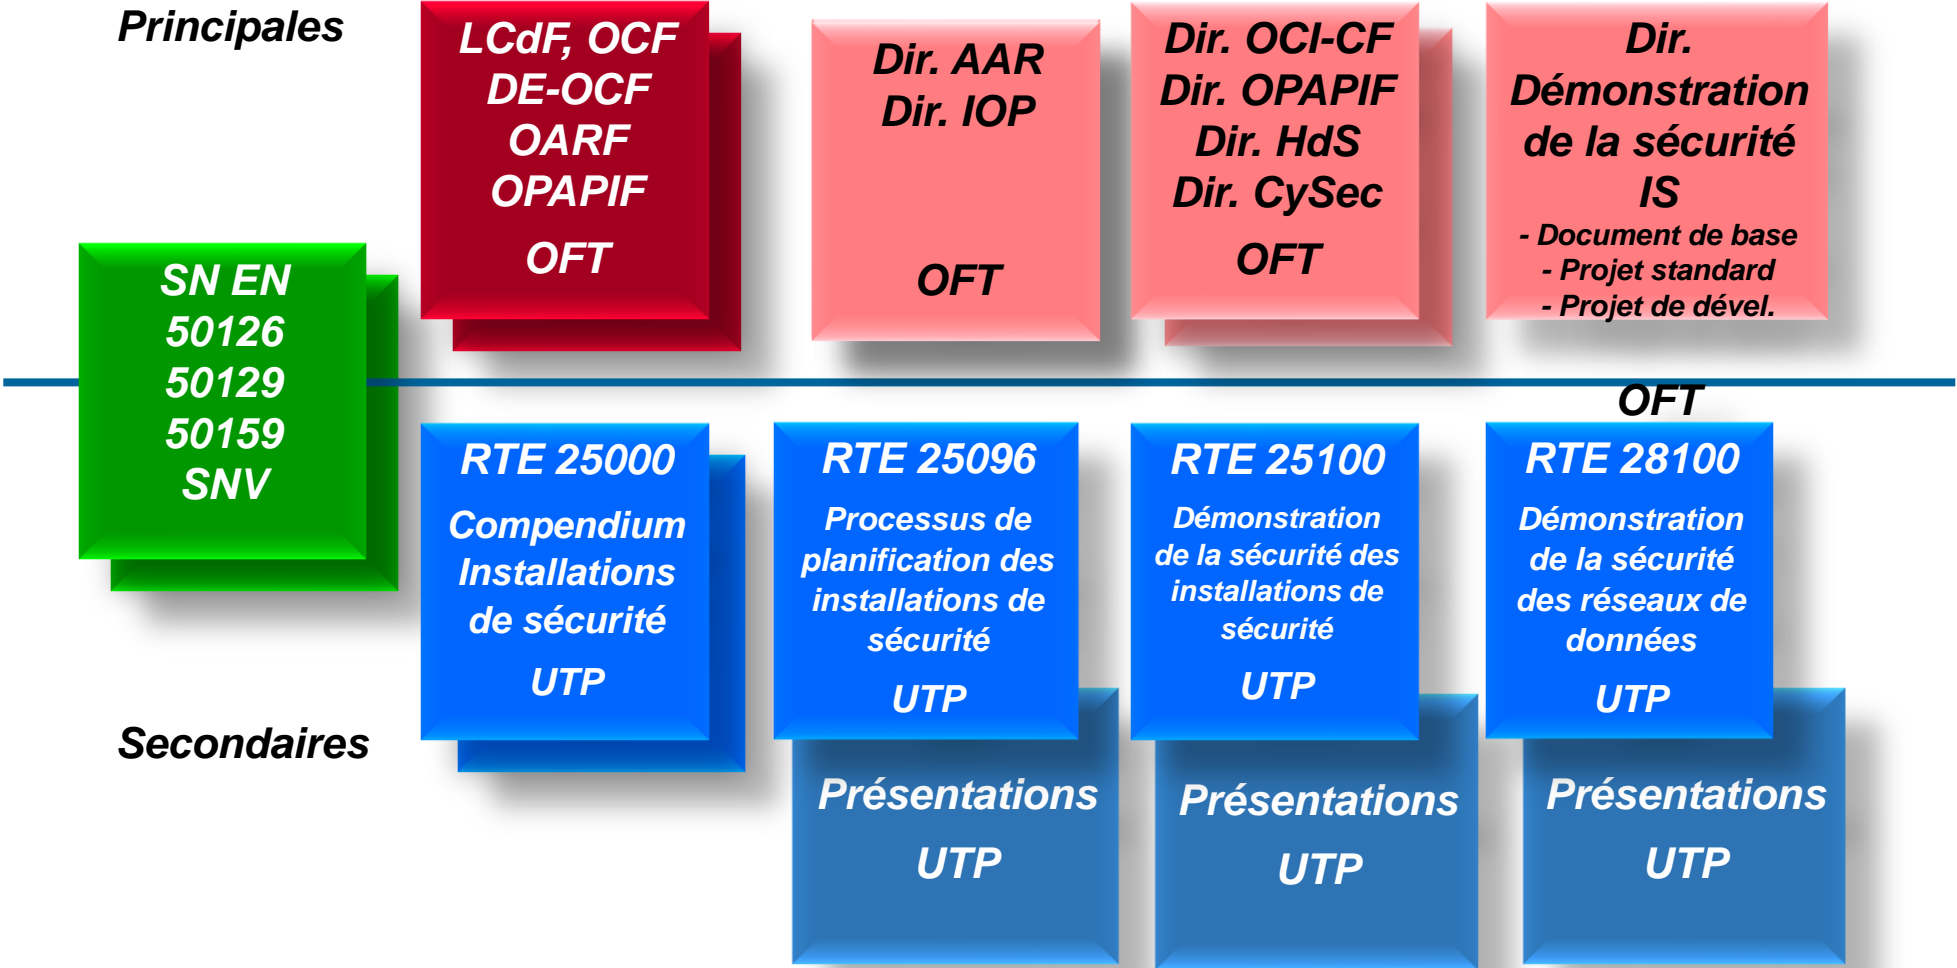 Principales
LCdF, OCF
DE-OCF
OARF
OPAPIF
OFT
Dir. AAR
Dir. IOP
OFT
Dir. OCI-CF
Dir. OPAPIF
Dir. HdS
Dir. CySec
OFT
Dir.
Démonstration
de la sécurité
IS
- Document de base
- Projet standard
- Projet de dével.
OFT
SN EN
50126
50129
50159
SNV
RTE 25000
Compendium
Installations
de sécurité
UTP
RTE 25096
Processus de
planification des
installations de
sécurité
UTP
RTE 25100
Démonstration
de la sécurité des
installations de
sécurité
UTP
RTE 28100
Démonstration
de la sécurité
des réseaux de
données
UTP
Secondaires
Présentations
UTP
Présentations
UTP
Présentations
UTP